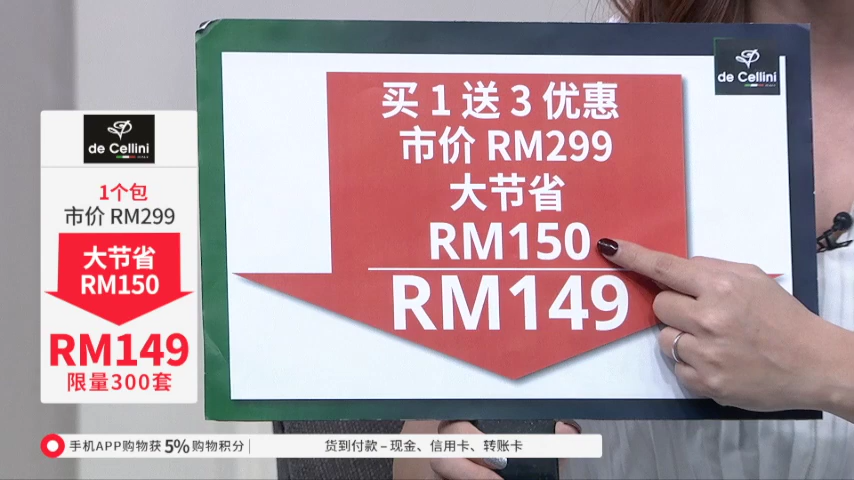 de Cellini
1个包
市价 RM299
大节省
RM150
RM149
限量300套
de Cellini
买 1 送 3 优惠
市价 RM299
大节省
RM150
RM149
手机APP购物获 5% 购物积分
货到付款 – 现金、信用卡、转账卡